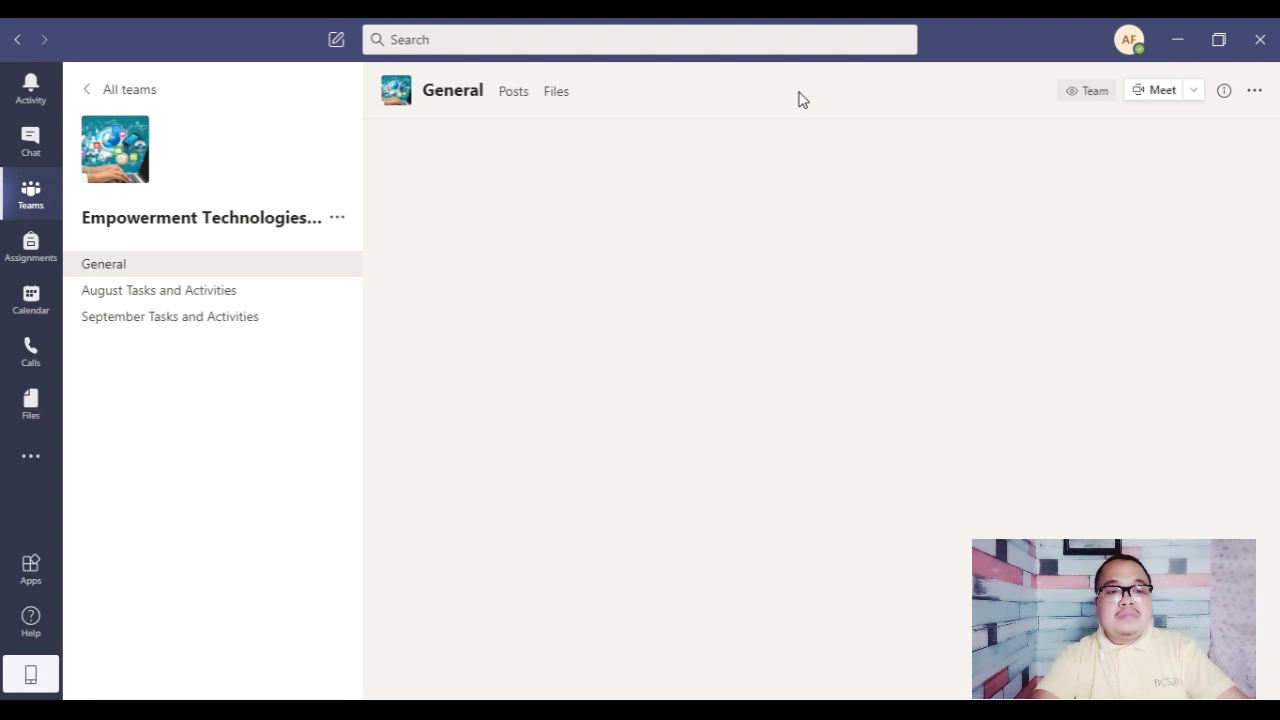 Search
AF
Activity
Chat
Teams
Assignments
Calendar
Calls
Files
Apps
Help
All teams
Empowerment Technologies...
General
August Tasks and Activities
September Tasks and Activities
General Posts Files
Team Meet